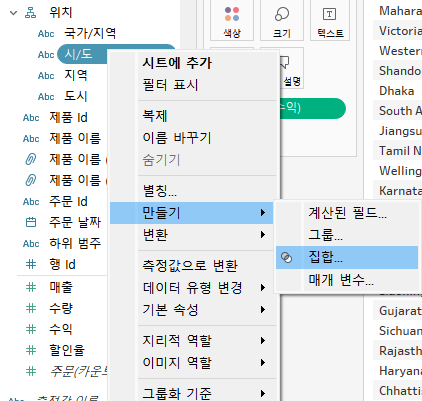 위치
Abc 국가/지역
Abc 시/도
Abc 지역
Abc 도시
Abc 제품 Id
Abc 제품 이름
제품 이름 (
제품 이름 (
Abc 주문 Id
주문 날짜
Abc 하위 범주
# 행 Id
# 매출
# 수량
# 수익
# 할인율
# 주문(카운트
Abc 측정값 이름
색상
크기
텍스트
설명
수익)
시트에 추가
필터 표시
복제
이름 바꾸기
숨기기
별칭...
만들기
변환
측정값으로 변환
데이터 유형 변경
기본 속성
지리적 역할
이미지 역할
그룹화 기준
계산된 필드...
그룹...
집합...
매개 변수...
Mahara
Victoria
Western
Shando
Dhaka
South A
Jiangsu
Tamil N
Welling
Karnata
Gujarat
Sichuan
Rajasth
Haryana
Chhatti